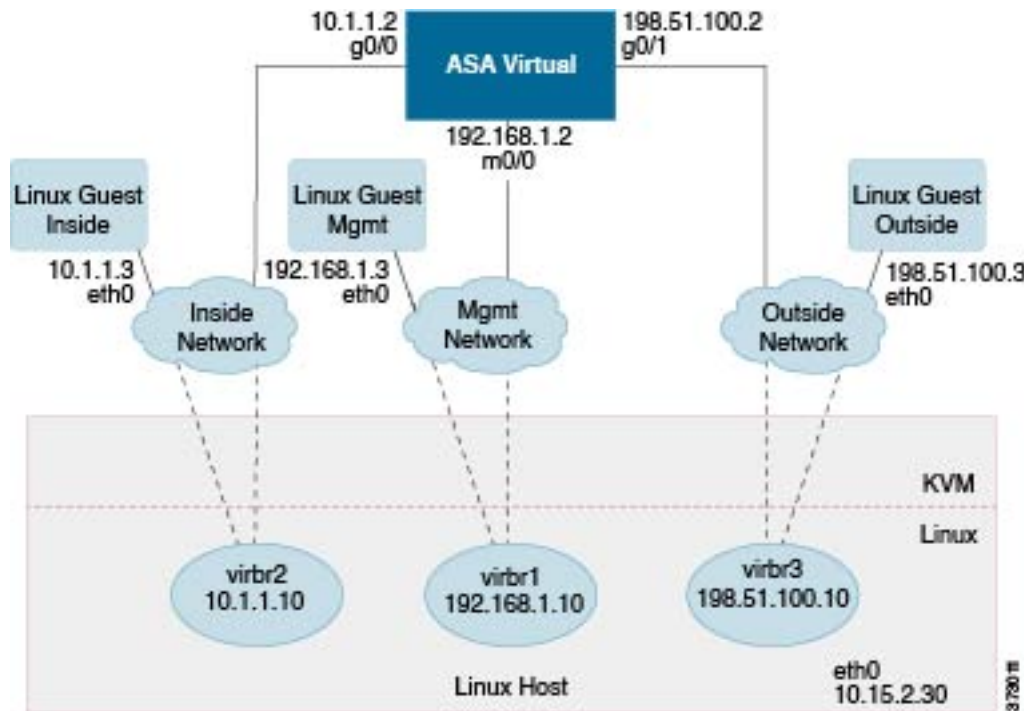 10.1.1.2
g0/0
ASA Virtual
198.51.100.2
g0/1
192.168.1.2
m0/0
Linux Guest
Inside
Linux Guest
Mgmt
Linux Guest
Outside
10.1.1.3
eth0
192.168.1.3
eth0
198.51.100.3
eth0
Inside
Network
Mgmt
Network
Outside
Network
KVM
Linux
virbr2
10.1.1.10
virbr1
192.168.1.10
virbr3
198.51.100.10
Linux Host
eth0
10.15.2.30
373011